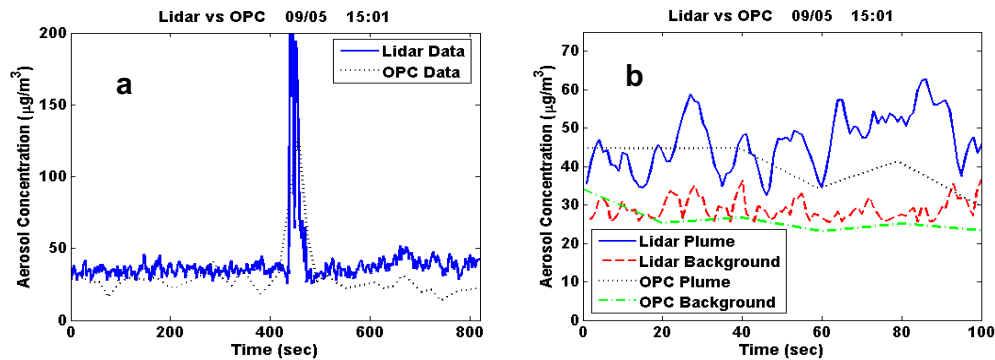 Lidar vs OPC 09/05 15:01
a
Lidar Data
OPC Data
Aerosol Concentration (μg/m³)
200
150
100
50
0
0 200 400 600 800
Time (sec)
Lidar vs OPC 09/05 15:01
b
Aerosol Concentration (μg/m³)
70
60
50
40
30
20
10
0
Lidar Plume
Lidar Background
OPC Plume
OPC Background
0 20 40 60 80 100
Time (sec)